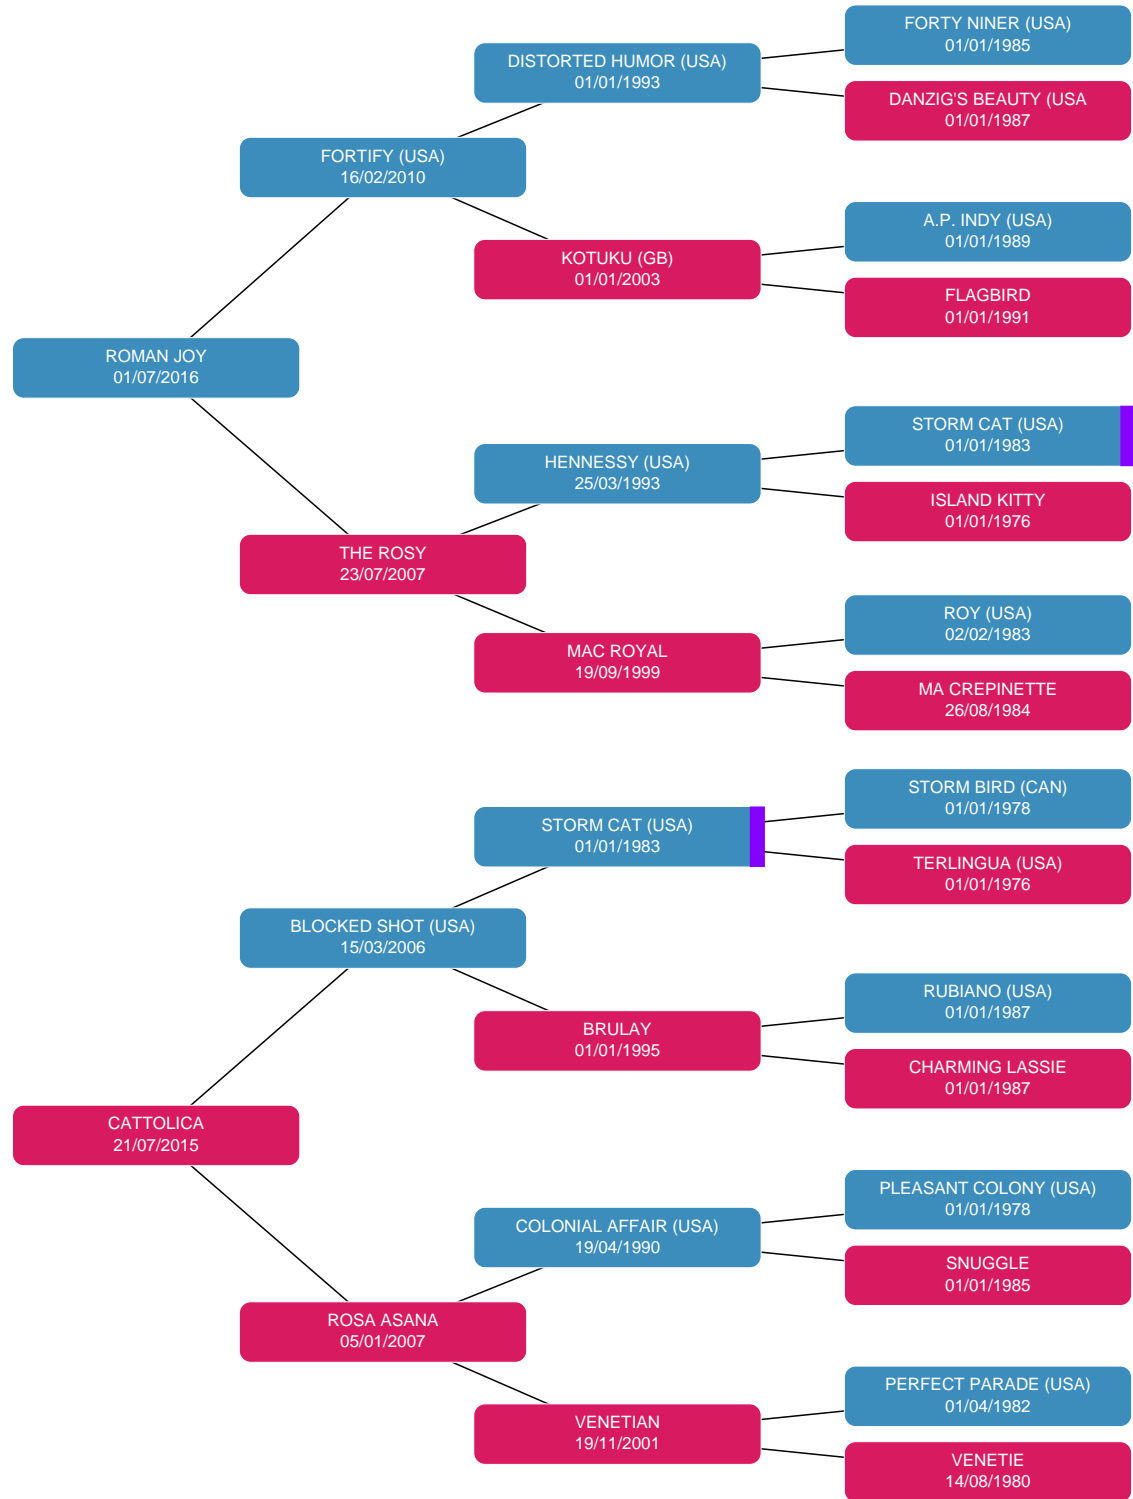 FORTY NINER (USA)
01/01/1985
DISTORTED HUMOR (USA)
01/01/1993
DANZIG'S BEAUTY (USA
01/01/1987
FORTIFY (USA)
16/02/2010
A.P. INDY (USA)
01/01/1989
KOTUKU (GB)
01/01/2003
FLAGBIRD
01/01/1991
ROMAN JOY
01/07/2016
STORM CAT (USA)
01/01/1983
HENNESSY (USA)
25/03/1993
ISLAND KITTY
01/01/1976
THE ROSY
23/07/2007
ROY (USA)
02/02/1983
MAC ROYAL
19/09/1999
MA CREPINETTE
26/08/1984
STORM BIRD (CAN)
01/01/1978
STORM CAT (USA)
01/01/1983
TERLINGUA (USA)
01/01/1976
BLOCKED SHOT (USA)
15/03/2006
RUBIANO (USA)
01/01/1987
BRULAY
01/01/1995
CHARMING LASSIE
01/01/1987
CATTOLICA
21/07/2015
PLEASANT COLONY (USA)
01/01/1978
COLONIAL AFFAIR (USA)
19/04/1990
SNUGGLE
01/01/1985
ROSA ASANA
05/01/2007
PERFECT PARADE (USA)
01/04/1982
VENETIAN
19/11/2001
VENETIE
14/08/1980